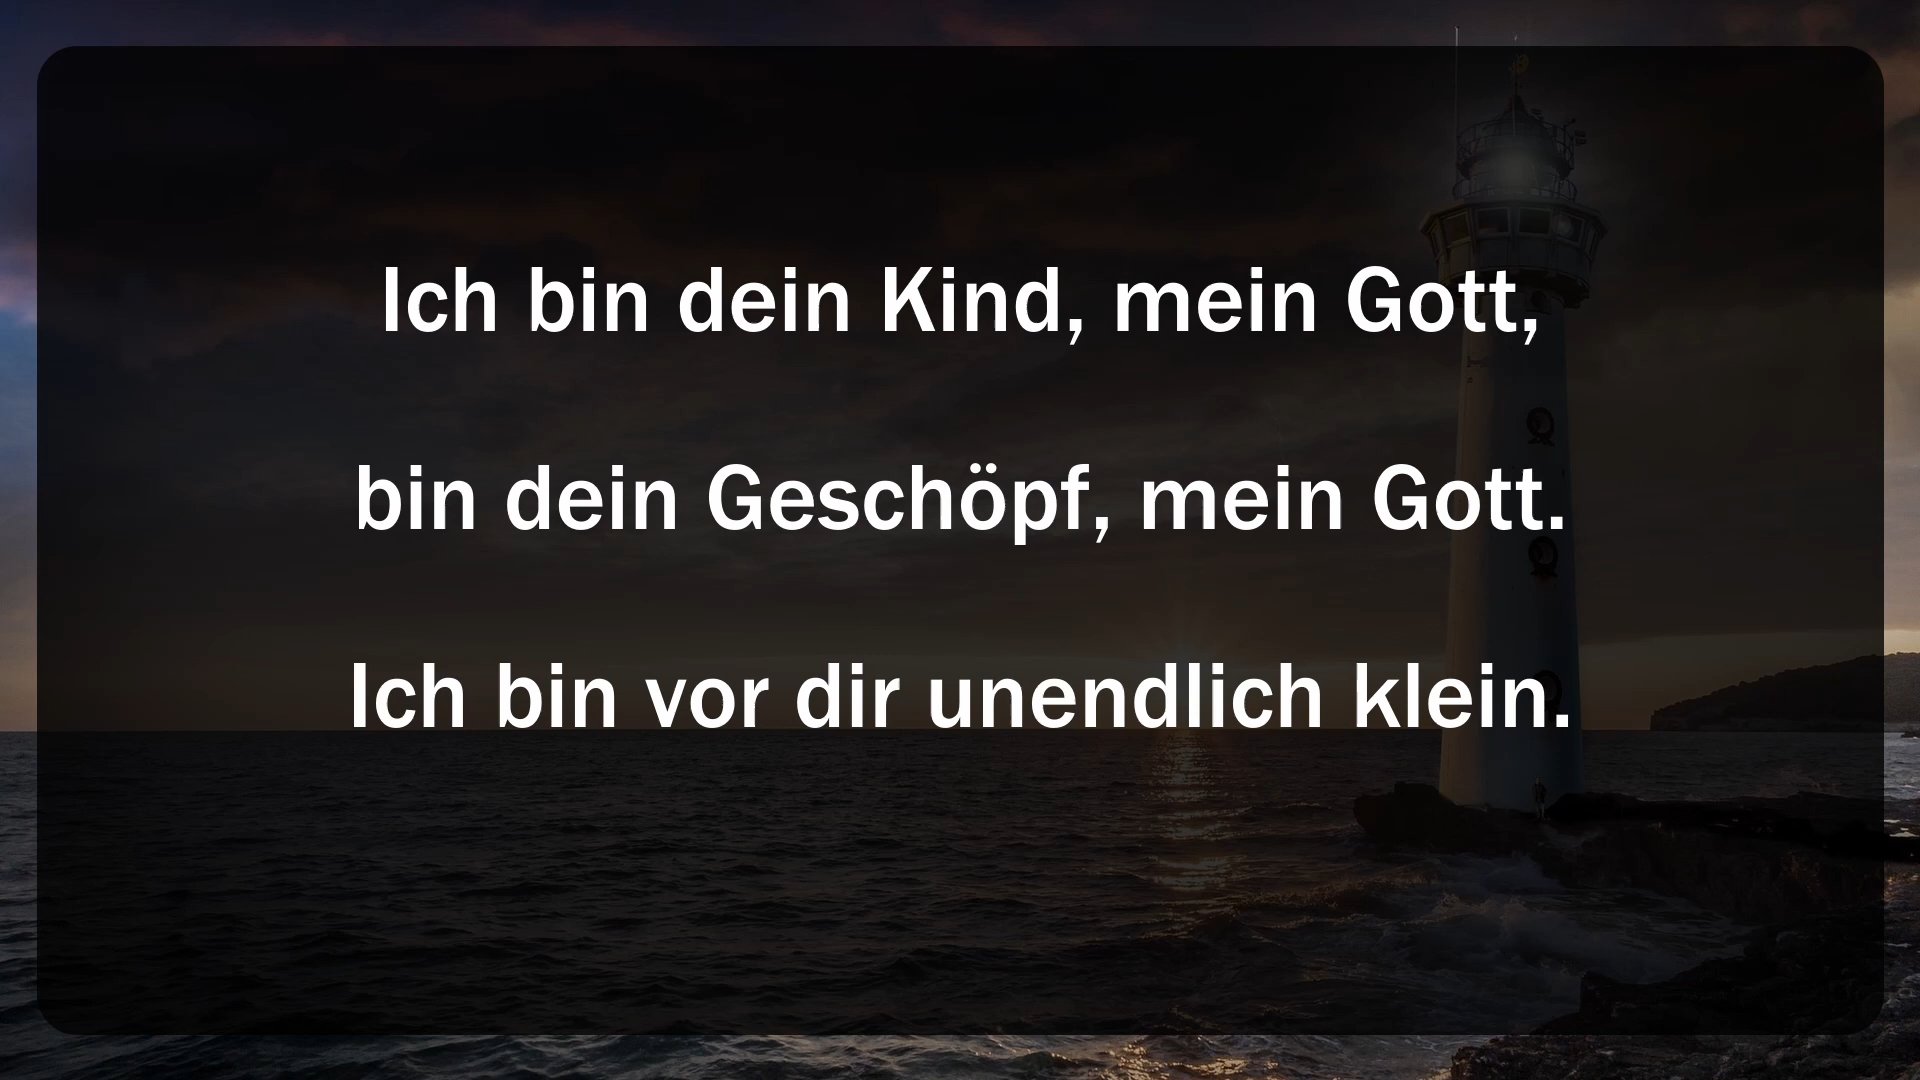 Ich bin dein Kind, mein Gott,
bin dein Geschöpf, mein Gott.
Ich bin vor dir unendlich klein.